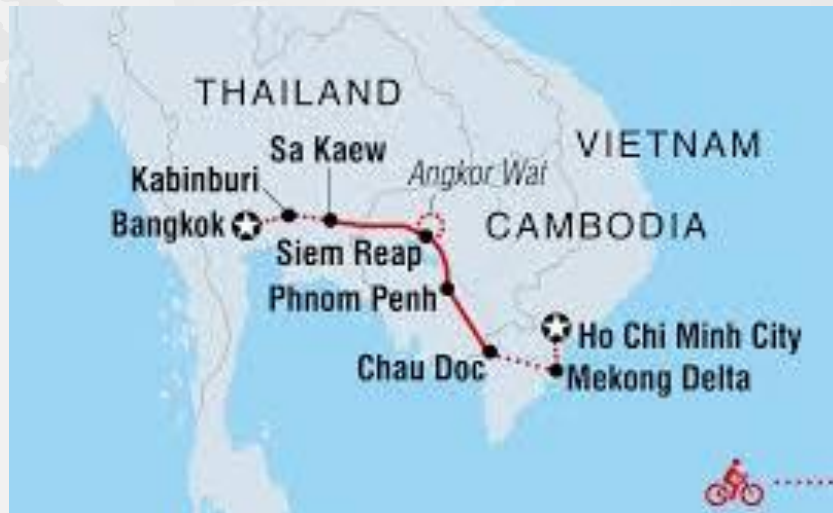 THAILAND
VIETNAM
Sa Kaew
Angkor Wat
Kabinburi
Bangkok
CAMBODIA
Siem Reap
Phnom Penh
Ho Chi Minh City
Chau Doc
Mekong Delta